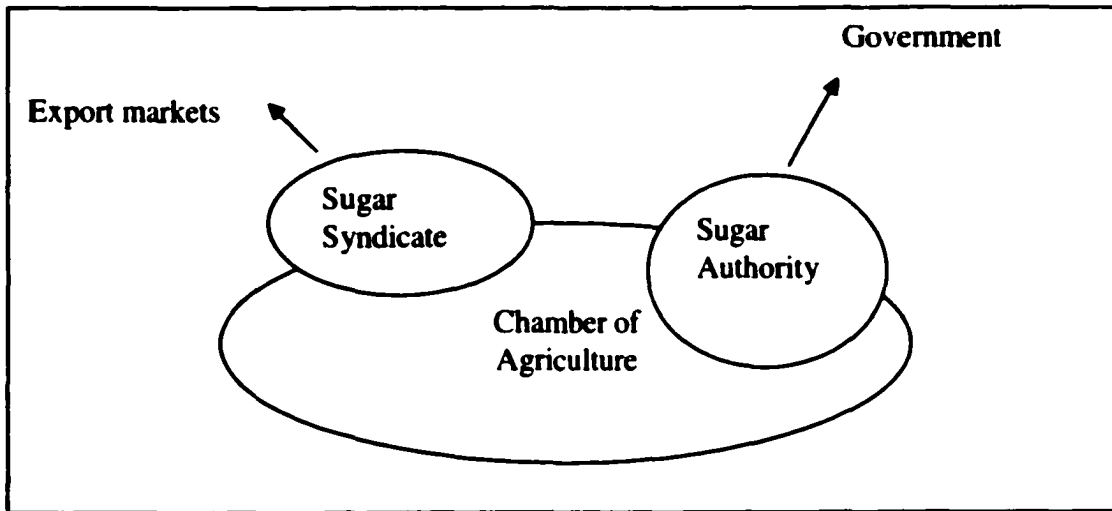 Government
Export markets
Sugar
Syndicate
Sugar
Authority
Chamber of
Agriculture